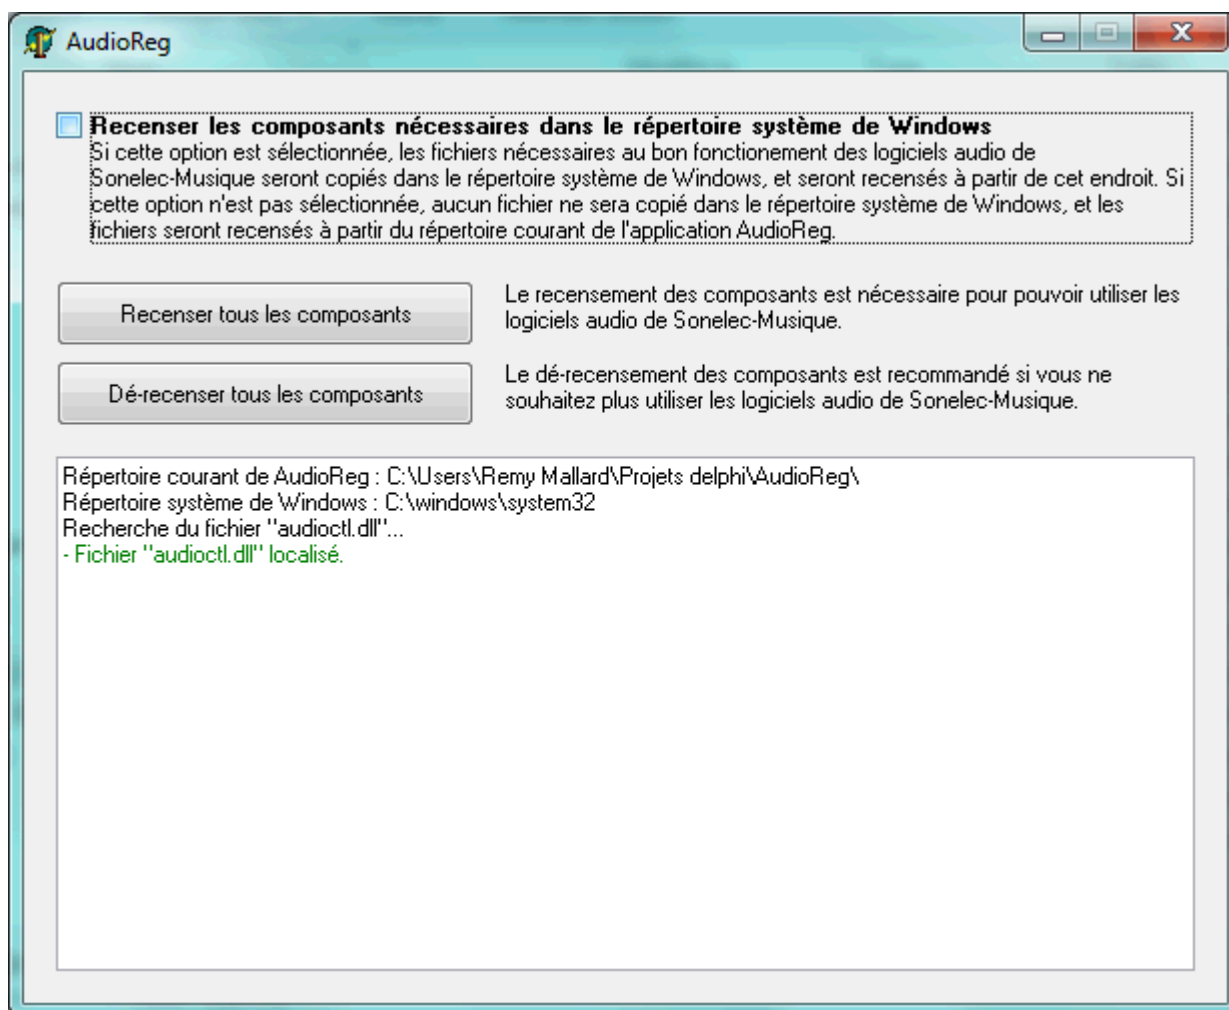 AudioReg
Recenser les composants nécessaires dans le répertoire système de Windows
Si cette option est sélectionnée, les fichiers nécessaires au bon fonctionement des logiciels audio de
Sonelec-Musique seront copiés dans le répertoire système de Windows, et seront recensés à partir de cet endroit. Si
cette option n'est pas sélectionnée, aucun fichier ne sera copié dans le répertoire système de Windows, et les
fichiers seront recensés à partir du répertoire courant de l'application AudioReg.
Recenser tous les composants
Le recensement des composants est nécessaire pour pouvoir utiliser les
logiciels audio de Sonelec-Musique.
Dé-recenser tous les composants
Le dé-recensement des composants est recommandé si vous ne
souhaitez plus utiliser les logiciels audio de Sonelec-Musique.
Répertoire courant de AudioReg : C:\Users\Remy Mallard\Projets delphi\AudioReg\
Répertoire système de Windows : C:\windows\system32
Recherche du fichier "audioctl.dll"...
- Fichier "audioctl.dll" localisé.